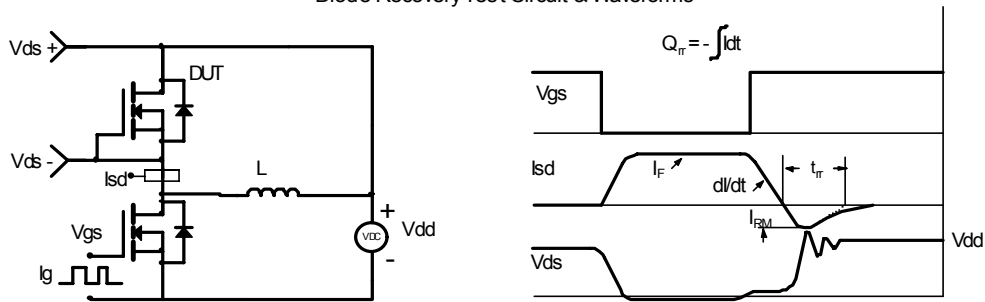 Diode Recovery Test Circuit & Waveforms
Vds +
DUT
Vds -
Isd
L
Vgs
Ig
VDC
+
Vdd
-
Qrr = - ∫Idt
Vgs
Isd
IF
dI/dt
trr
IRM
Vdd
Vds